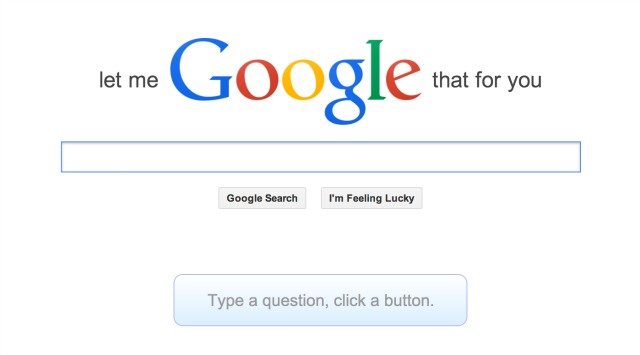 let me Google that for you
Google Search I'm Feeling Lucky
Type a question, click a button.